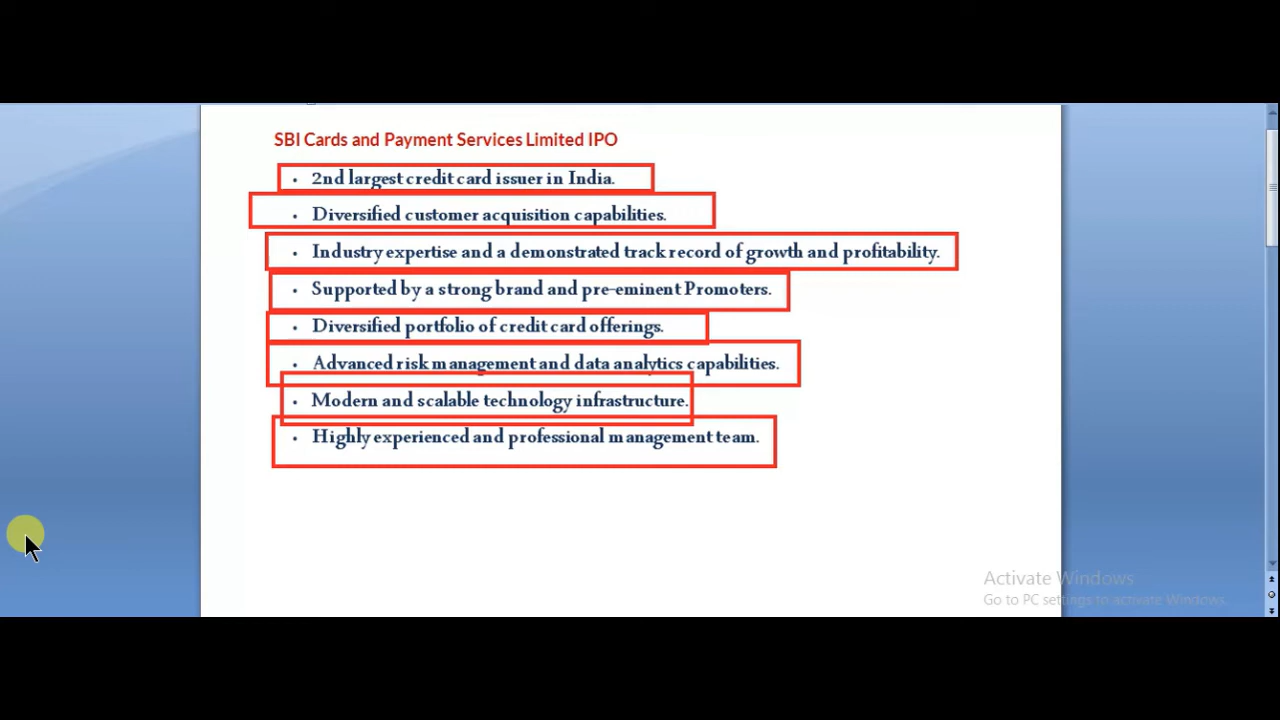 SBI Cards and Payment Services Limited IPO
• 2nd largest credit card issuer in India.
• Diversified customer acquisition capabilities.
• Industry expertise and a demonstrated track record of growth and profitability.
• Supported by a strong brand and pre-eminent Promoters.
• Diversified portfolio of credit card offerings.
• Advanced risk management and data analytics capabilities.
• Modern and scalable technology infrastructure.
• Highly experienced and professional management team.
Activate Windows
Go to PC settings to activate Windows.